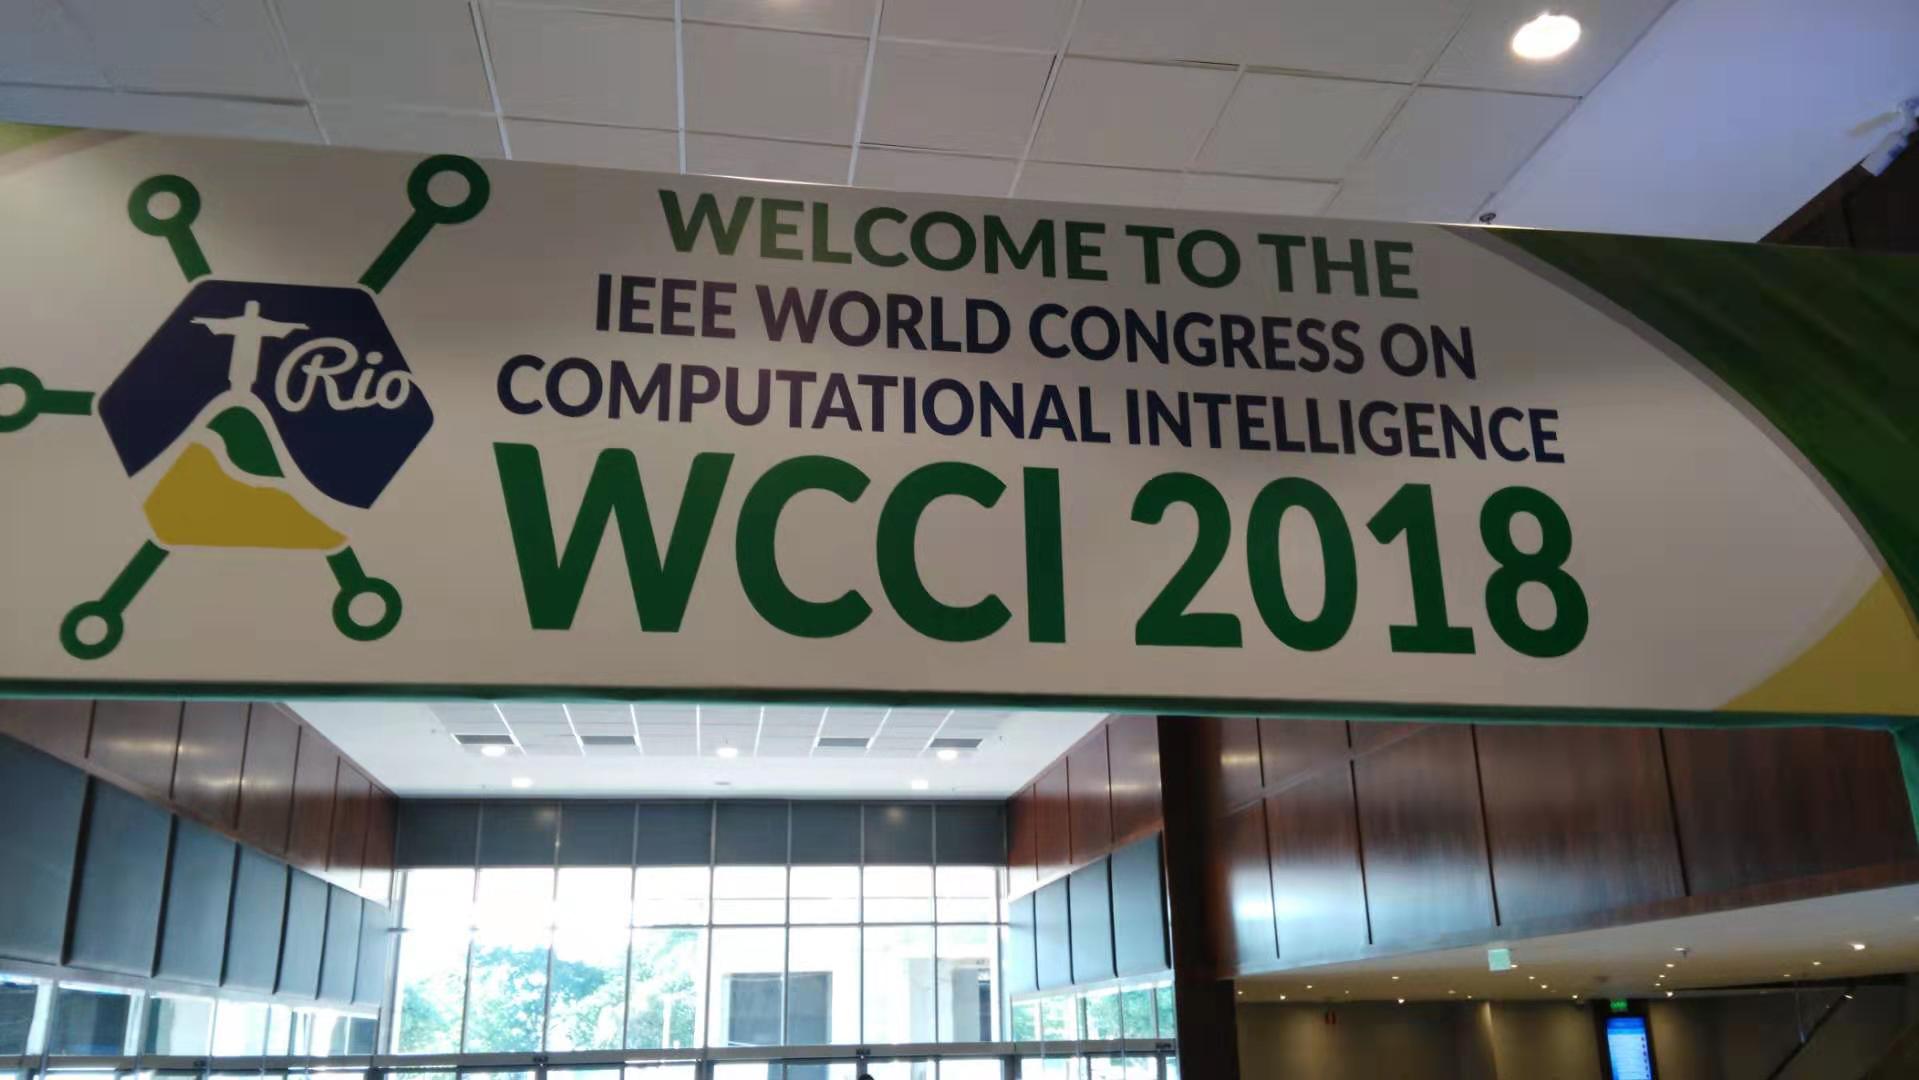 Rio
WELCOME TO THE
IEEE WORLD CONGRESS ON
COMPUTATIONAL INTELLIGENCE
WCCI 2018